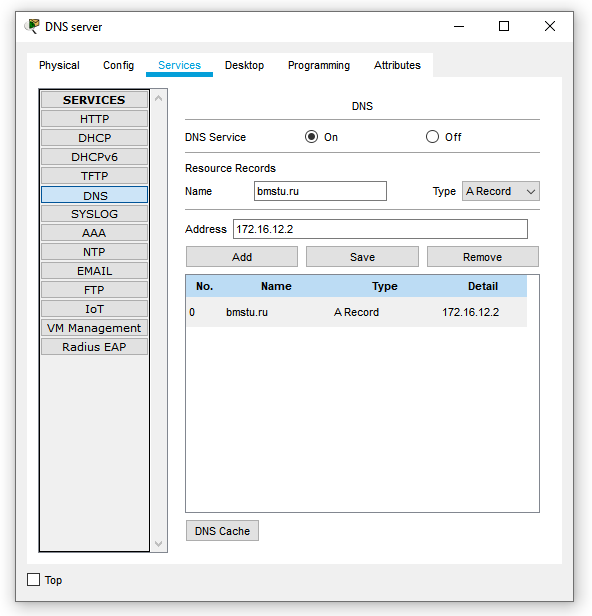 DNS server
Physical Config Services Desktop Programming Attributes
SERVICES
HTTP
DHCP
DHCPv6
TFTP
DNS
SYSLOG
AAA
NTP
EMAIL
FTP
IoT
VM Management
Radius EAP
DNS
DNS Service On Off
Resource Records
Name bmstu.ru Type A Record
Address 172.16.12.2
Add Save Remove
No. Name Type Detail
0 bmstu.ru A Record 172.16.12.2
DNS Cache
Top